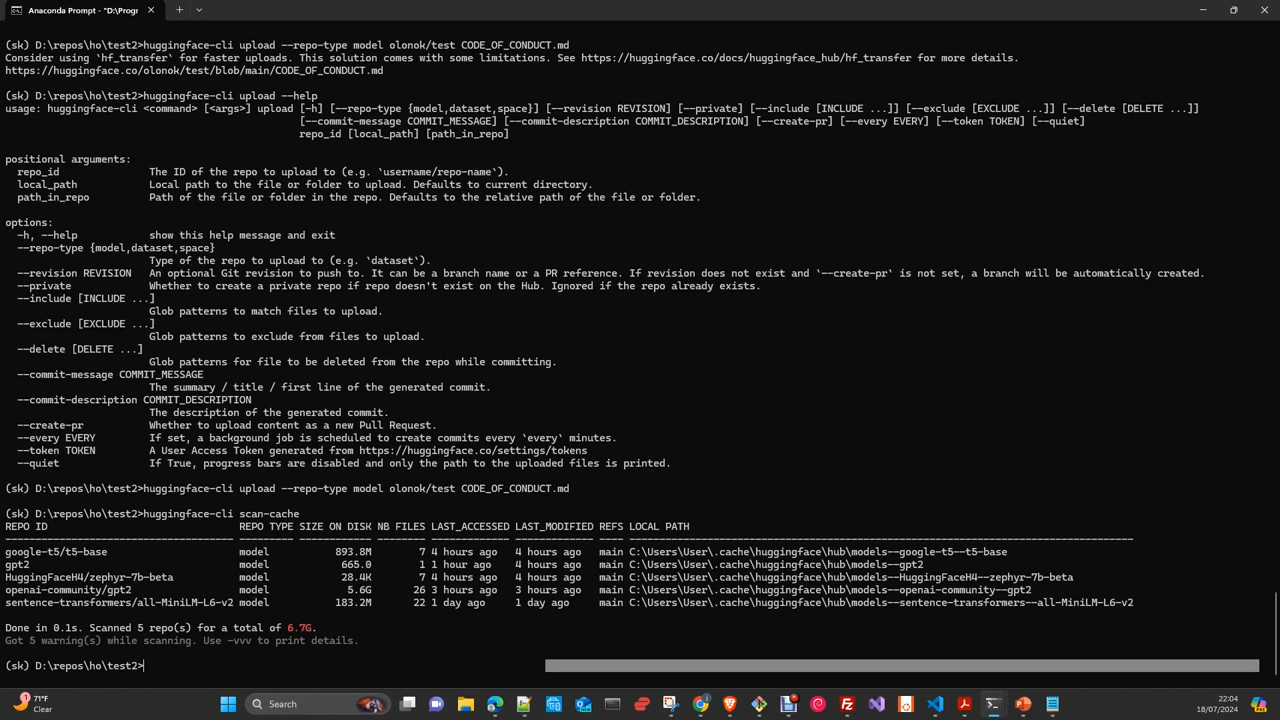 Anaconda Prompt - "D:\Progr
(sk) D:\repos\ho\test2>huggingface-cli upload --repo-type model olonok/test CODE_OF_CONDUCT.md
Consider using `hf_transfer` for faster uploads. This solution comes with some limitations. See https://huggingface.co/docs/huggingface_hub/hf_transfer for more details.
https://huggingface.co/olonok/test/blob/main/CODE_OF_CONDUCT.md
(sk) D:\repos\ho\test2>huggingface-cli upload --help
usage: huggingface-cli <command> [<args>] upload [-h] [--repo-type {model,dataset,space}] [--revision REVISION] [--private] [--include [INCLUDE ...]] [--exclude [EXCLUDE ...]] [--delete [DELETE ...]]
[--commit-message COMMIT_MESSAGE] [--commit-description COMMIT_DESCRIPTION] [--create-pr] [--every EVERY] [--token TOKEN] [--quiet]
repo_id [local_path] [path_in_repo]
positional arguments:
repo_id The ID of the repo to upload to (e.g. `username/repo-name`).
local_path Local path to the file or folder to upload. Defaults to current directory.
path_in_repo Path of the file or folder in the repo. Defaults to the relative path of the file or folder.
options:
-h, --help show this help message and exit
--repo-type {model,dataset,space}
Type of the repo to upload to (e.g. `dataset`).
--revision REVISION An optional Git revision to push to. It can be a branch name or a PR reference. If revision does not exist and `--create-pr` is not set, a branch will be automatically created.
--private Whether to create a private repo if repo doesn't exist on the Hub. Ignored if the repo already exists.
--include [INCLUDE ...]
Glob patterns to match files to upload.
--exclude [EXCLUDE ...]
Glob patterns to exclude from files to upload.
--delete [DELETE ...]
Glob patterns for file to be deleted from the repo while committing.
--commit-message COMMIT_MESSAGE
The summary / title / first line of the generated commit.
--commit-description COMMIT_DESCRIPTION
The description of the generated commit.
--create-pr Whether to upload content as a new Pull Request.
--every EVERY If set, a background job is scheduled to create commits every `every` minutes.
--token TOKEN A User Access Token generated from https://huggingface.co/settings/tokens
--quiet If True, progress bars are disabled and only the path to the uploaded files is printed.
(sk) D:\repos\ho\test2>huggingface-cli upload --repo-type model olonok/test CODE_OF_CONDUCT.md
(sk) D:\repos\ho\test2>huggingface-cli scan-cache
REPO ID REPO TYPE SIZE ON DISK NB FILES LAST_ACCESSED LAST_MODIFIED REFS LOCAL PATH
google-t5/t5-base model 893.8M 7 4 hours ago 4 hours ago main C:\Users\User\.cache\huggingface\hub\models--google-t5--t5-base
gpt2 model 665.0 1 1 hour ago 4 hours ago main C:\Users\User\.cache\huggingface\hub\models--gpt2
HuggingFaceH4/zephyr-7b-beta model 28.4K 7 4 hours ago 4 hours ago main C:\Users\User\.cache\huggingface\hub\models--HuggingFaceH4--zephyr-7b-beta
openai-community/gpt2 model 5.6G 26 3 hours ago 3 hours ago main C:\Users\User\.cache\huggingface\hub\models--openai-community--gpt2
sentence-transformers/all-MiniLM-L6-v2 model 183.2M 22 1 day ago 1 day ago main C:\Users\User\.cache\huggingface\hub\models--sentence-transformers--all-MiniLM-L6-v2
Done in 0.1s. Scanned 5 repo(s) for a total of 6.7G.
Got 5 warning(s) while scanning. Use -vvv to print details.
(sk) D:\repos\ho\test2>
1
71°F
Clear
Search
22:04
18/07/2024